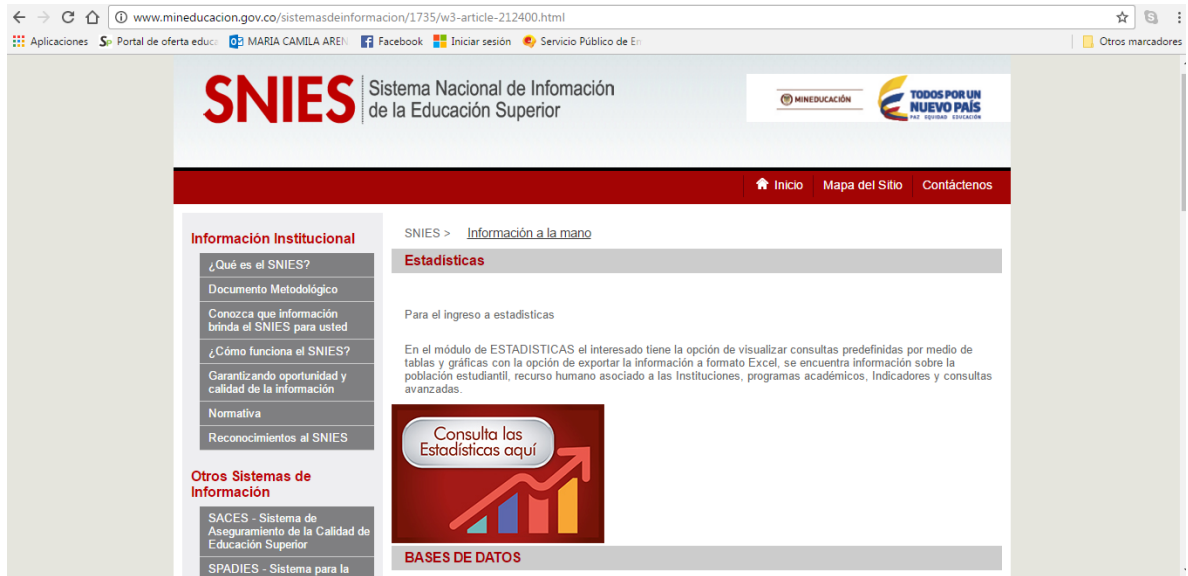 www.mineducacion.gov.co/sistemasdeinformacion/1735/w3-article-212400.html
Aplicaciones
Portal de oferta educa
MARIA CAMILA AREN
Facebook
Iniciar sesión
Servicio Público de En
Otros marcadores
SNIES
Sistema Nacional de Infomación
de la Educación Superior
MINEDUCACIÓN
TODOS POR UN
NUEVO PAÍS
PAZ EQUIDAD EDUCACIÓN
Inicio
Mapa del Sitio
Contáctenos
Información Institucional
¿Qué es el SNIES?
Documento Metodológico
Conozca que información
brinda el SNIES para usted
¿Cómo funciona el SNIES?
Garantizando oportunidad y
calidad de la información
Normativa
Reconocimientos al SNIES
Otros Sistemas de
Información
SACES - Sistema de
Aseguramiento de la Calidad de
Educación Superior
SPADIES - Sistema para la
SNIES > Información a la mano
Estadísticas
Para el ingreso a estadisticas
En el módulo de ESTADISTICAS el interesado tiene la opción de visualizar consultas predefinidas por medio de
tablas y gráficas con la opción de exportar la información a formato Excel, se encuentra información sobre la
población estudiantil, recurso humano asociado a las Instituciones, programas académicos, Indicadores y consultas
avanzadas.
Consulta las
Estadísticas aquí
BASES DE DATOS